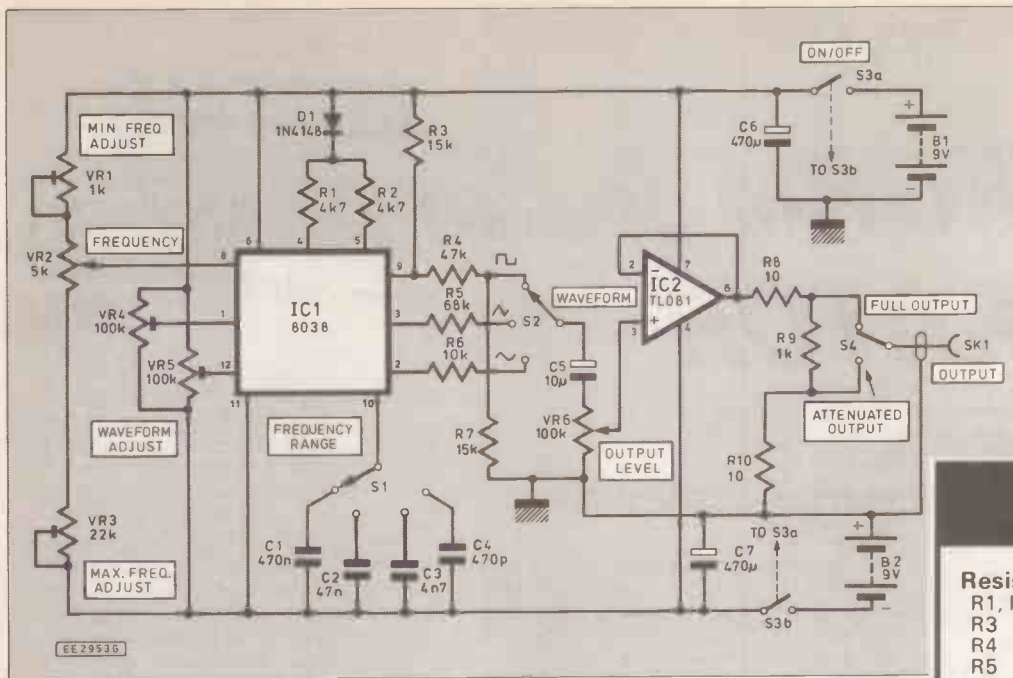 ON/OFF
S3a
D1
1N4148
R3
15k
C6
470µ
TO S3b
+
B1
9V
-
MIN FREQ.
ADJUST
VR1
1k
R1
4k7
R2
4k7
FREQUENCY
VR2
5k
6
4
5
8
9
R4
47k
2
-
7
IC2
TL081
6
3
+
4
R8
10
FULL OUTPUT
IC1
8038
VR4
100k
1
R5
68k
3
S2
WAVEFORM
R9
1k
S4
SK1
OUTPUT
VR5
100k
12
R6
10k
2
C5
10µ
11
10
WAVEFORM
ADJUST
FREQUENCY
RANGE
R7
15k
VR6
100k
OUTPUT
LEVEL
ATTENUATED
OUTPUT
R10
10
S1
VR3
22k
MAX. FREQ.
ADJUST
C1
470n
C2
47n
C3
4n7
C4
470p
C7
470µ
TO S3a
+
B2
9V
-
S3b
EE2953G
Resis
R1,
R3
R4
R5